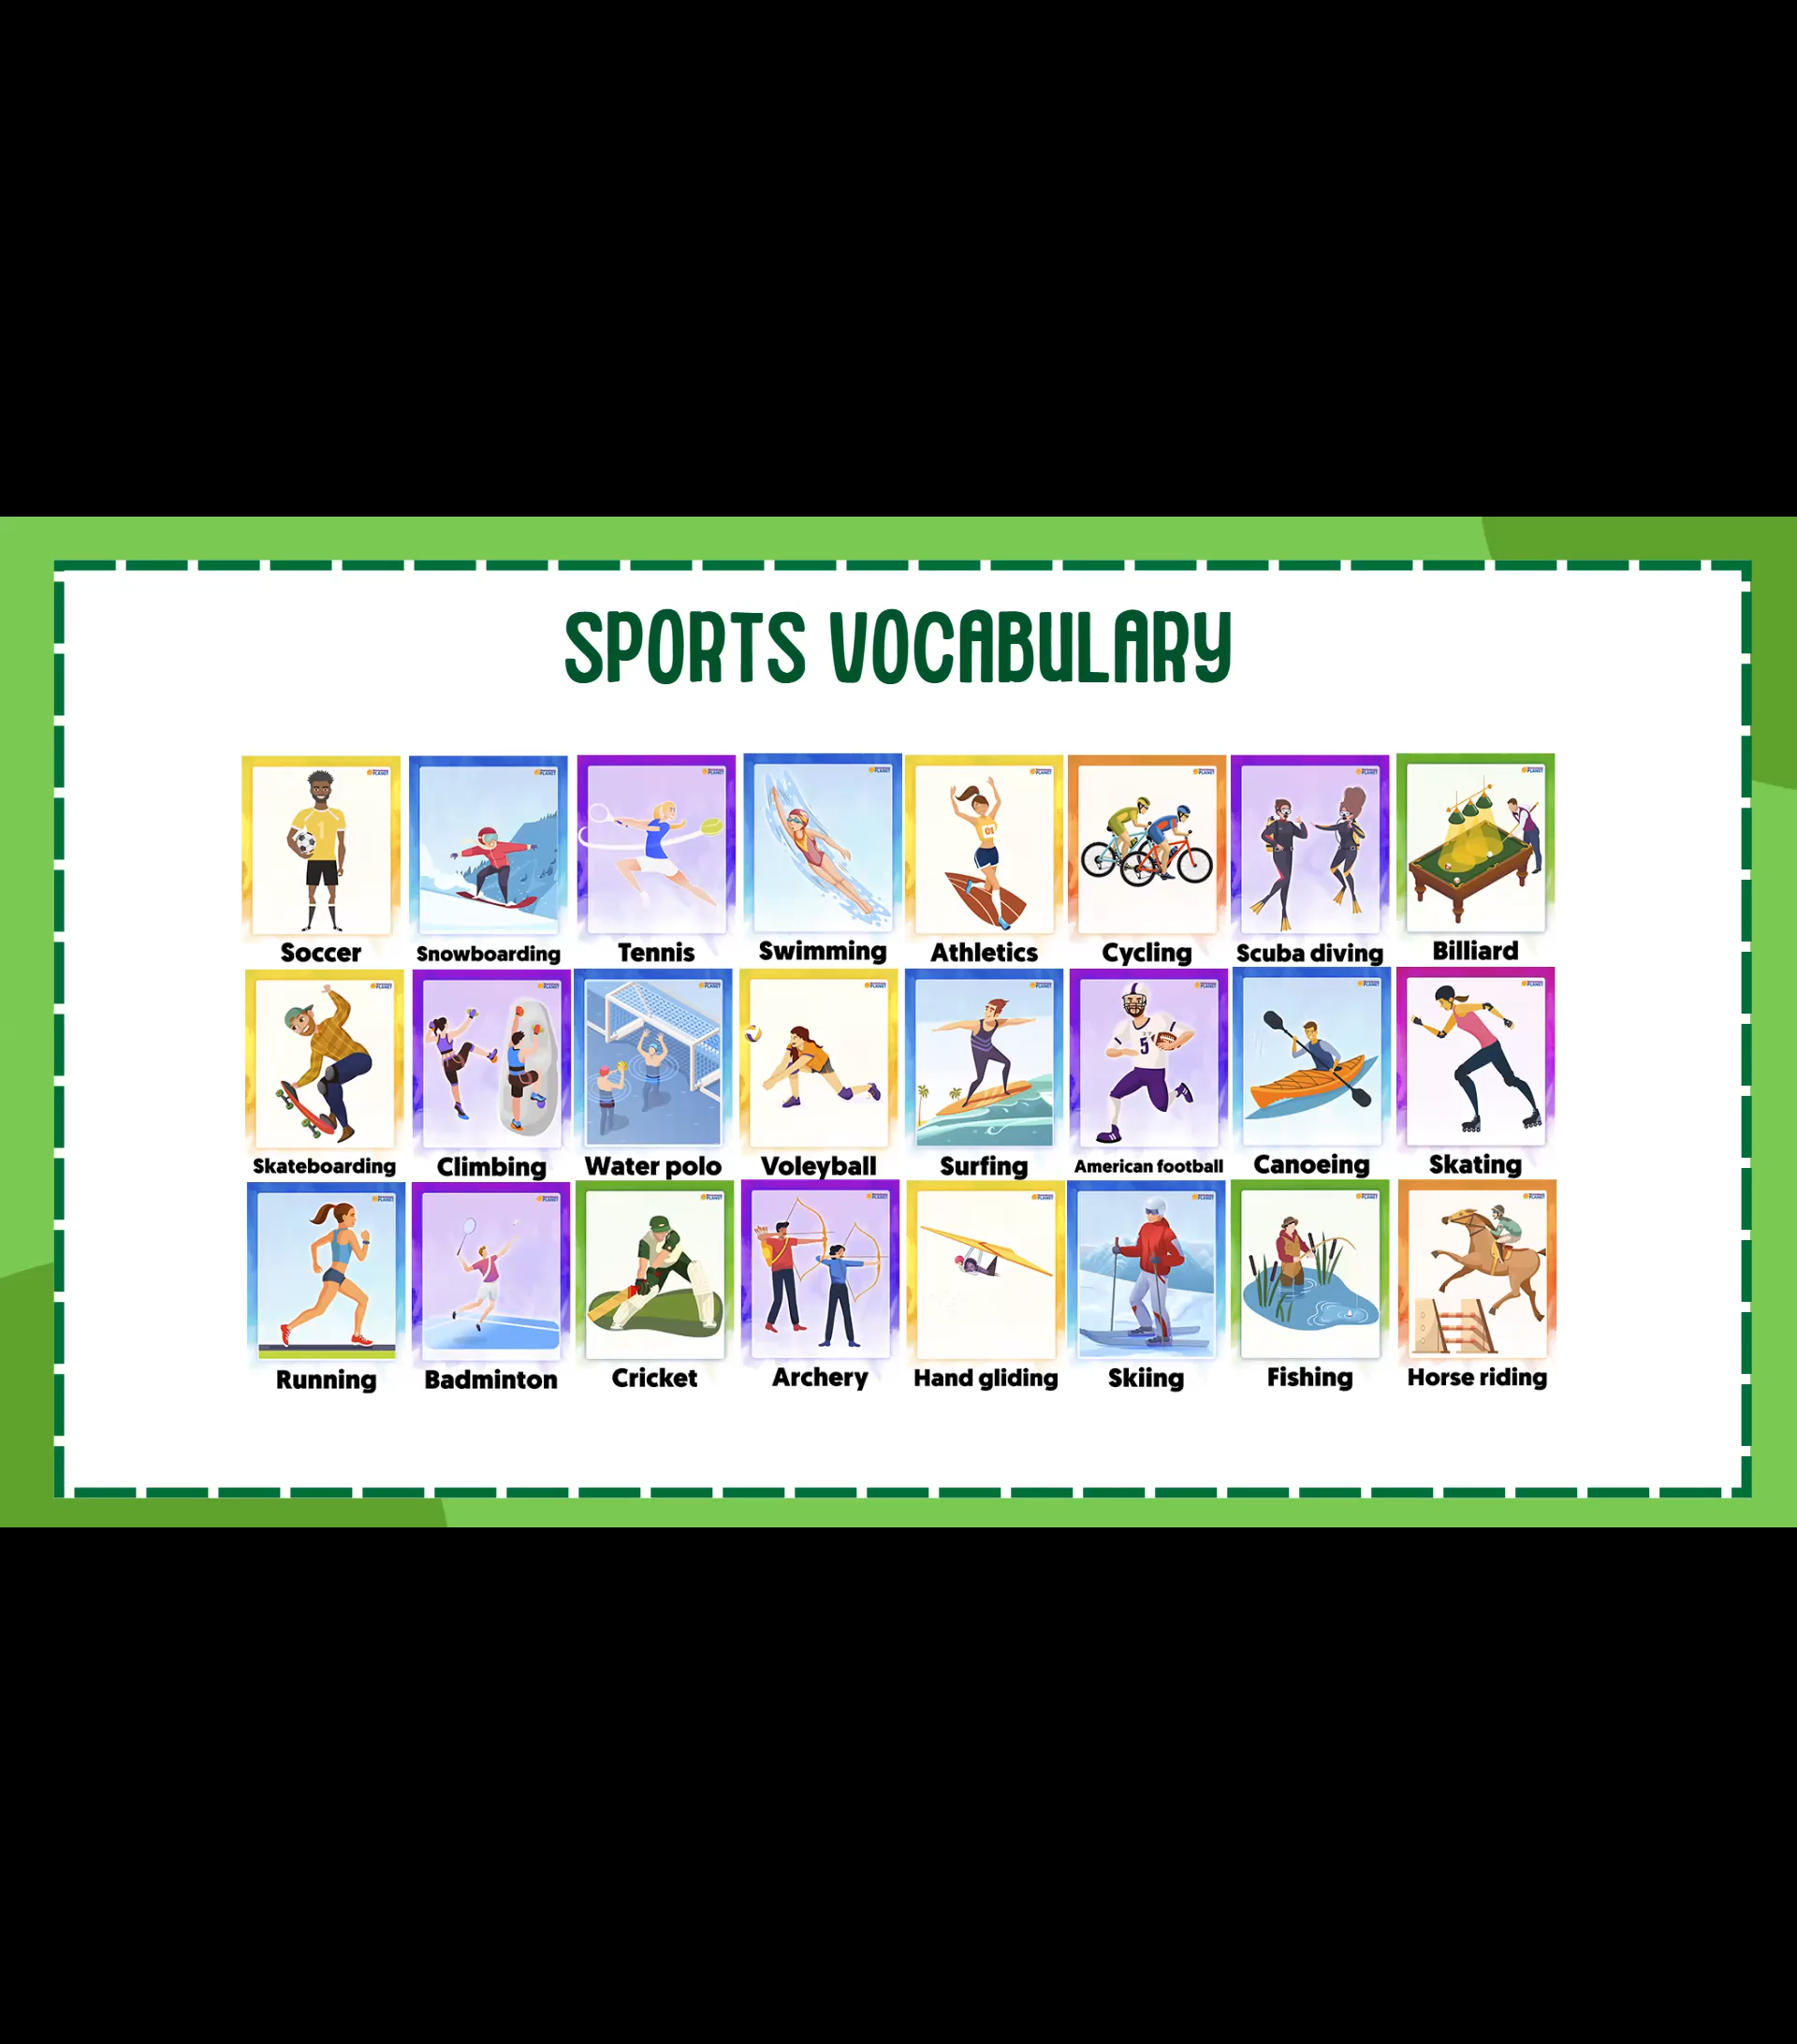 SPORTS VOCABULARY
Soccer
Snowboarding
Tennis
Swimming
Athletics
Cycling
Scuba diving
Billiard
Skateboarding
Climbing
Water polo
Voleyball
Surfing
American football
Canoeing
Skating
Running
Badminton
Cricket
Archery
Hand gliding
Skiing
Fishing
Horse riding